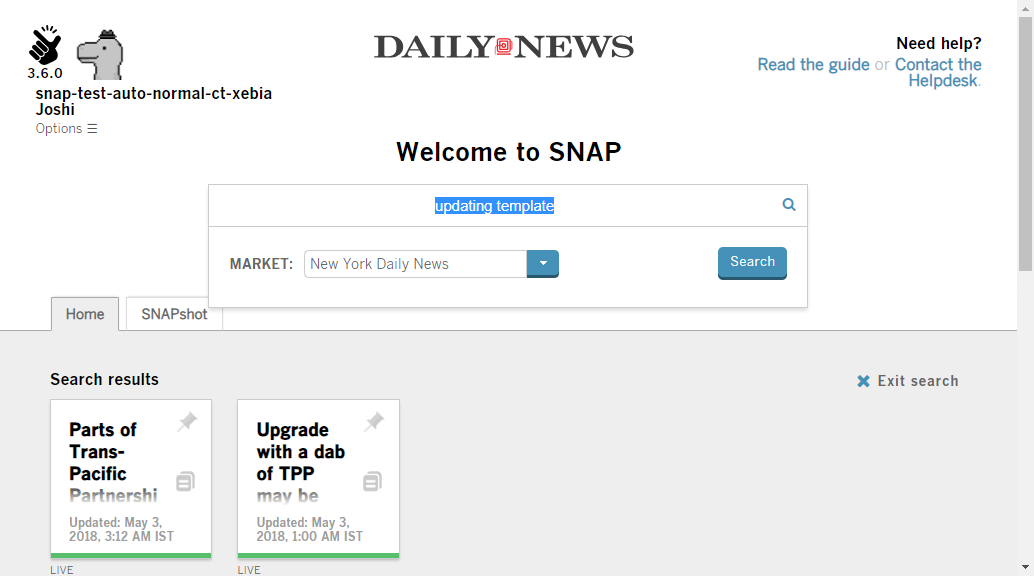 3.6.0
snap-test-auto-normal-ct-xebia
Joshi
Options ☰
DAILY NEWS
Need help?
Read the guide or Contact the
Helpdesk.
Welcome to SNAP
updating template
MARKET: New York Daily News
Search
Home
SNAPshot
Search results
Exit search
Parts of
Trans-
Pacific
Partnershi
Updated: May 3,
2018, 3:12 AM IST
LIVE
Upgrade
with a dab
of TPP
may be
Updated: May 3,
2018, 1:00 AM IST
LIVE